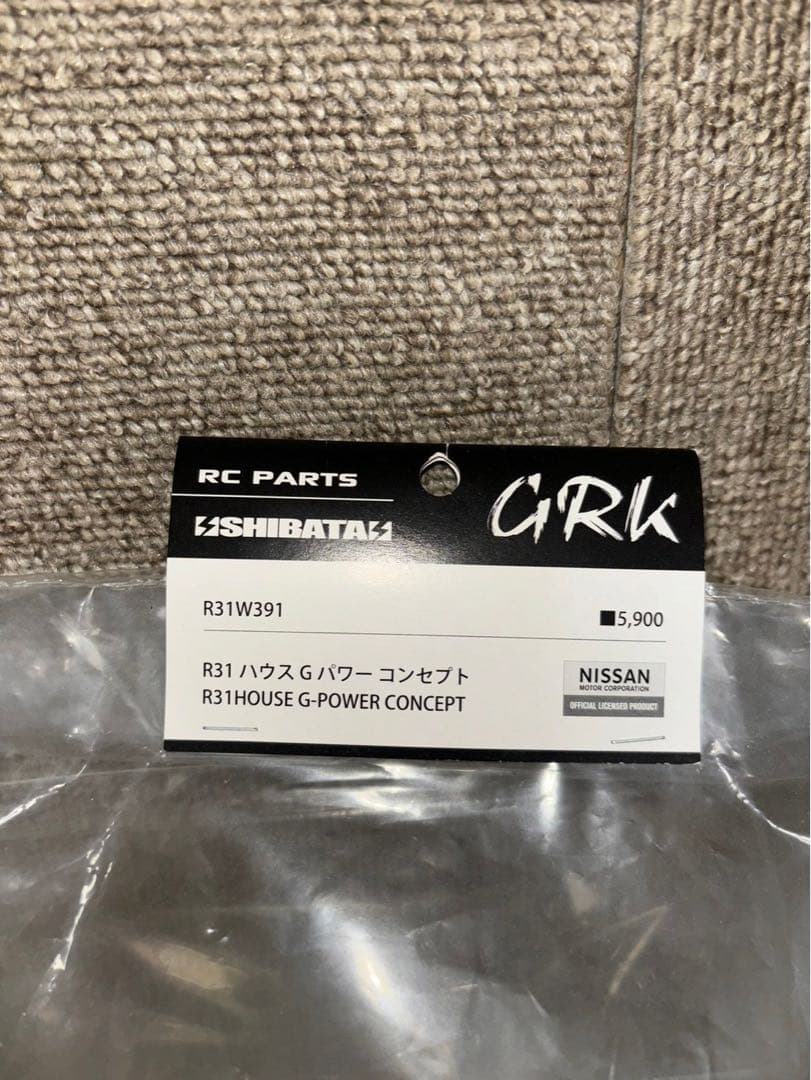 RC PARTS
SHIBATA
GRK
R31W391
■5,900
R31 ハウス G パワー コンセプト
R31HOUSE G-POWER CONCEPT
NISSAN
MOTOR CORPORATION
OFFICIAL LICENSED PRODUCT